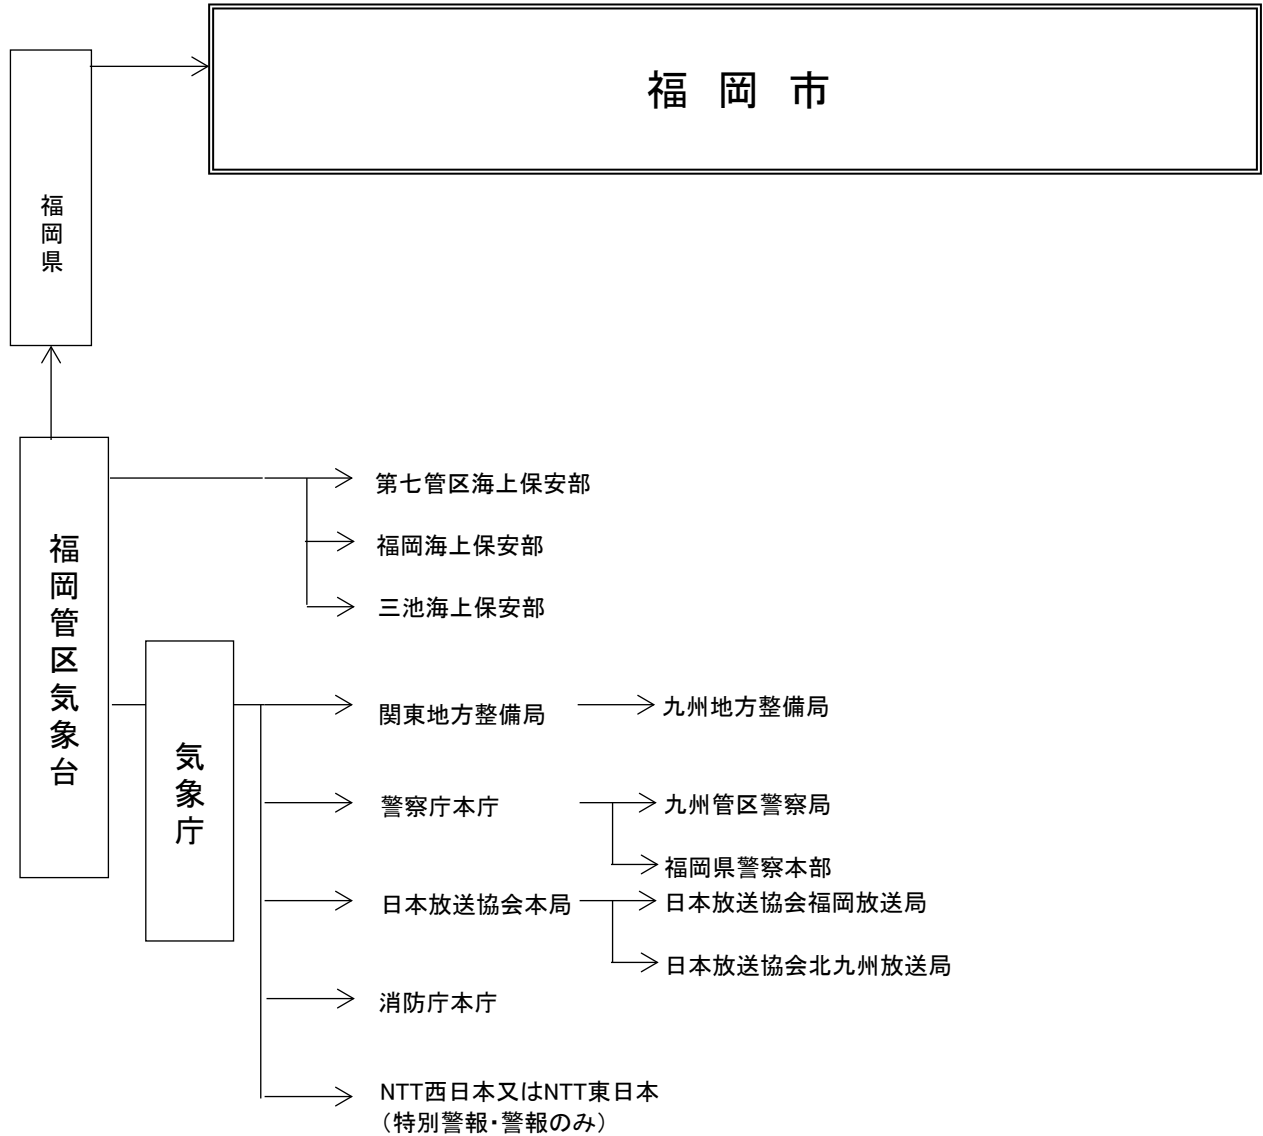 福岡市
福岡県
福岡管区気象台
第七管区海上保安部
福岡海上保安部
三池海上保安部
気象庁
関東地方整備局
九州地方整備局
警察庁本庁
九州管区警察局
福岡県警察本部
日本放送協会本局
日本放送協会福岡放送局
日本放送協会北九州放送局
消防庁本庁
NTT西日本又はNTT東日本
（特別警報・警報のみ）